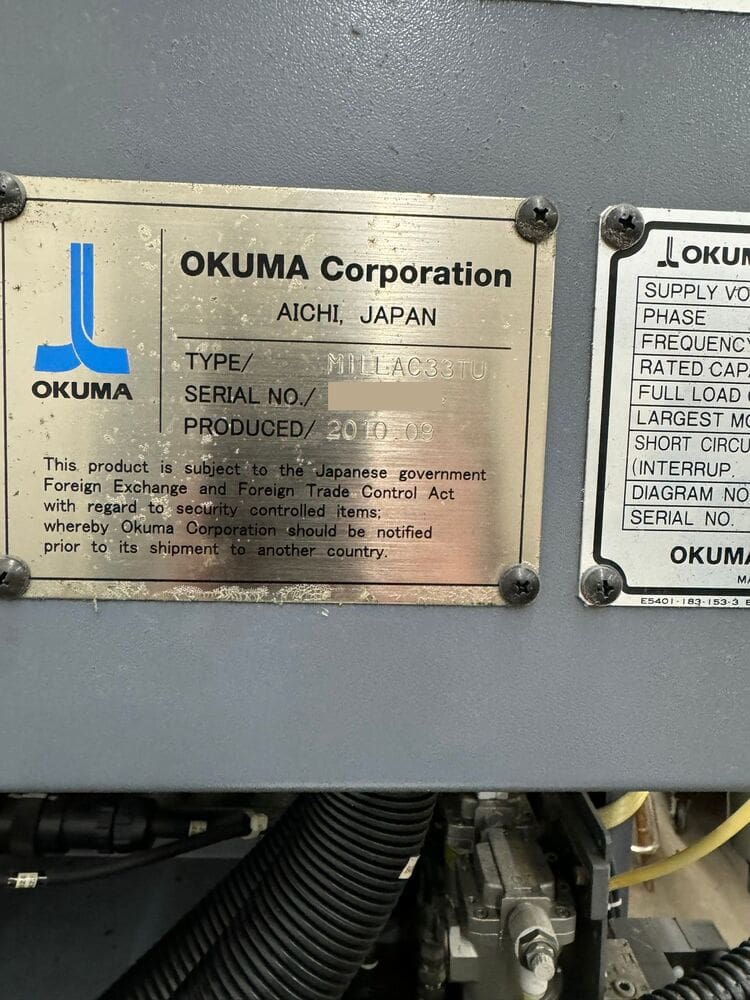 OKUMA
OKUMA Corporation
AICHI, JAPAN
TYPE/ MILLAC33TU
SERIAL NO./
PRODUCED/ 2010.09
This product is subject to the Japanese government
Foreign Exchange and Foreign Trade Control Act
with regard to security controlled items;
whereby Okuma Corporation should be notified
prior to its shipment to another country.
OKUM
SUPPLY VO
PHASE
FREQUENCY
RATED CAPA
FULL LOAD
LARGEST MO
SHORT CIRCU
(INTERRUP.
DIAGRAM NO
SERIAL NO.
OKUMA
MA
E5401-183-153-3